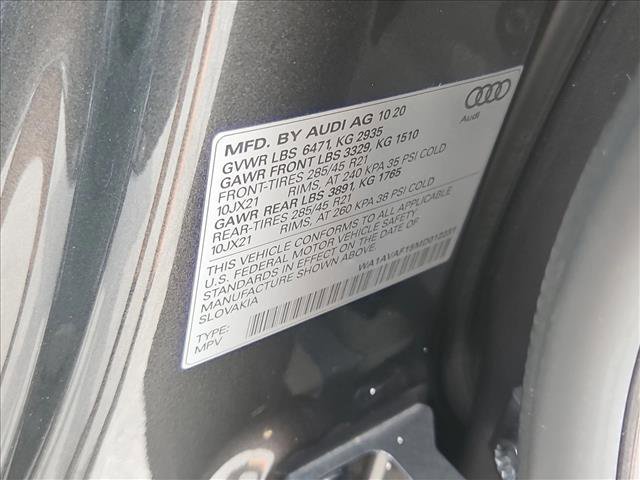 MFD. BY AUDI AG 10 20
GVWR LBS 6471, KG 2935
GAWR FRONT LBS 3329, KG 1510
FRONT-TIRES 285/45 R21
10JX21 RIMS, AT 240 KPA 35 PSI COLD
GAWR REAR LBS 3891, KG 1765
REAR-TIRES 285/45 R21
10JX21 RIMS, AT 260 KPA 38 PSI COLD
THIS VEHICLE CONFORMS TO ALL APPLICABLE
U.S. FEDERAL MOTOR VEHICLE SAFETY
STANDARDS IN EFFECT ON THE DATE OF
MANUFACTURE SHOWN ABOVE.
SLOVAKIA
TYPE:
MPV
Audi